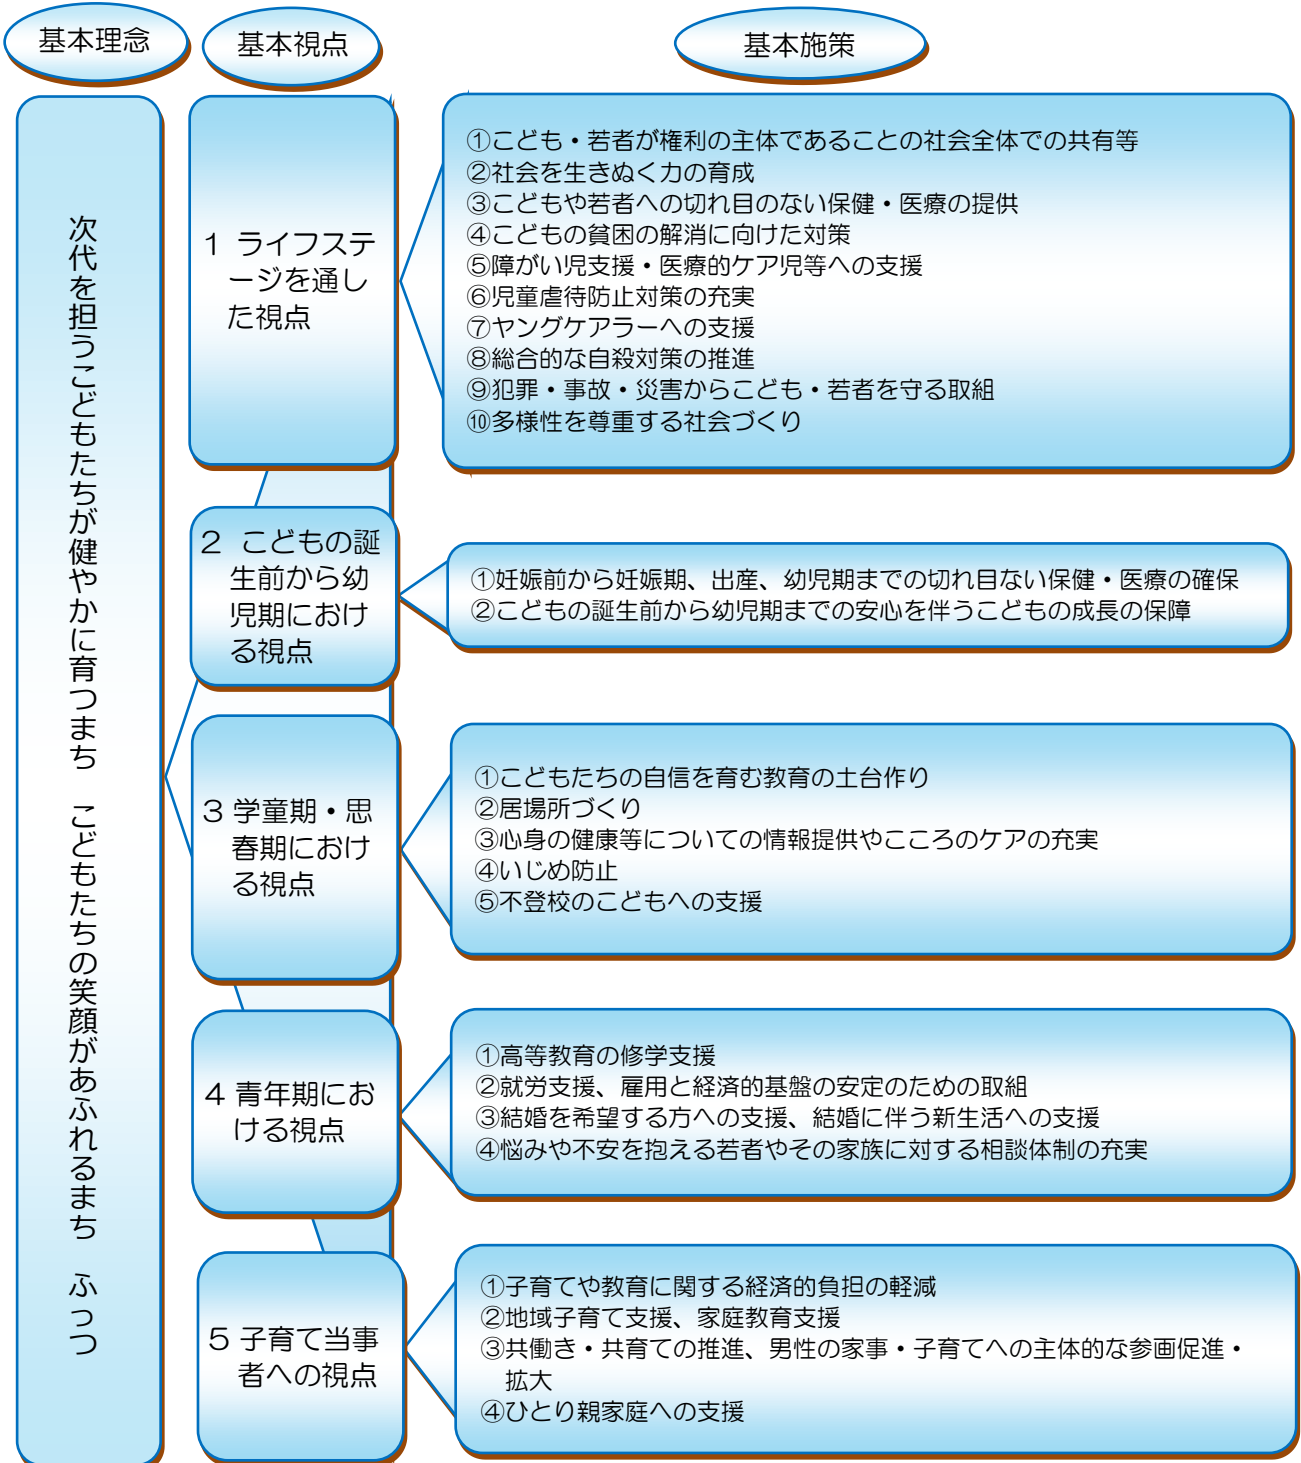 基本理念
基本視点
基本施策
次代を担うこどもたちが健やかに育つまち　こどもたちの笑顔があふれるまち　ふっつ
1 ライフステ
ージを通し
た視点
①こども・若者が権利の主体であることの社会全体での共有等
②社会を生きぬく力の育成
③こどもや若者への切れ目のない保健・医療の提供
④こどもの貧困の解消に向けた対策
⑤障がい児支援・医療的ケア児等への支援
⑥児童虐待防止対策の充実
⑦ヤングケアラーへの支援
⑧総合的な自殺対策の推進
⑨犯罪・事故・災害からこども・若者を守る取組
⑩多様性を尊重する社会づくり
2 こどもの誕
生前から幼
児期におけ
る視点
①妊娠前から妊娠期、出産、幼児期までの切れ目ない保健・医療の確保
②こどもの誕生前から幼児期までの安心を伴うこどもの成長の保障
3 学童期・思
春期におけ
る視点
①こどもたちの自信を育む教育の土台作り
②居場所づくり
③心身の健康等についての情報提供やこころのケアの充実
④いじめ防止
⑤不登校のこどもへの支援
4 青年期にお
ける視点
①高等教育の修学支援
②就労支援、雇用と経済的基盤の安定のための取組
③結婚を希望する方への支援、結婚に伴う新生活への支援
④悩みや不安を抱える若者やその家族に対する相談体制の充実
5 子育て当事
者への視点
①子育てや教育に関する経済的負担の軽減
②地域子育て支援、家庭教育支援
③共働き・共育ての推進、男性の家事・子育てへの主体的な参画促進・
拡大
④ひとり親家庭への支援